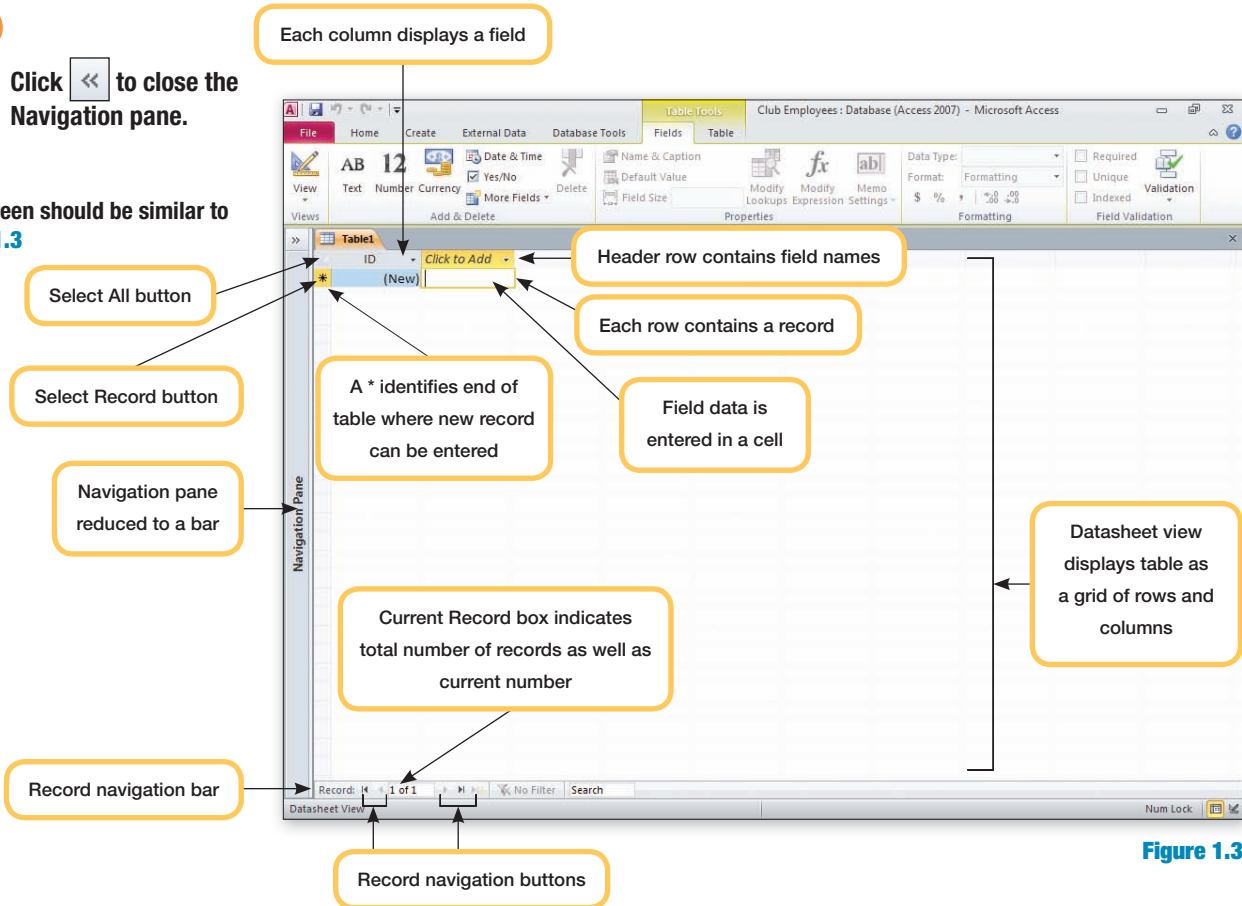 Each column displays a field
Click « to close the
Navigation pane.
een should be similar to
1.3
Table Tools
Club Employees : Database (Access 2007) - Microsoft Access
File Home Create External Data Database Tools Fields Table
View
Views
AB
Text
12
Number
Currency
Date & Time
Yes/No
More Fields
Delete
Add & Delete
Name & Caption
Default Value
Field Size
Modify
Lookups
fx
Modify
Expression
ab|
Memo
Settings
Properties
Data Type:
Format: Formatting
$ % , .00 .00
Formatting
Required
Unique
Indexed
Validation
Field Validation
» Table1
ID Click to Add
* (New)
Header row contains field names
Select All button
Each row contains a record
Select Record button
A * identifies end of
table where new record
can be entered
Field data is
entered in a cell
Navigation pane
reduced to a bar
Navigation Pane
Datasheet view
displays table as
a grid of rows and
columns
Current Record box indicates
total number of records as well as
current number
Record navigation bar
Record: 1 of 1 No Filter Search
Datasheet View Num Lock
Figure 1.3
Record navigation buttons